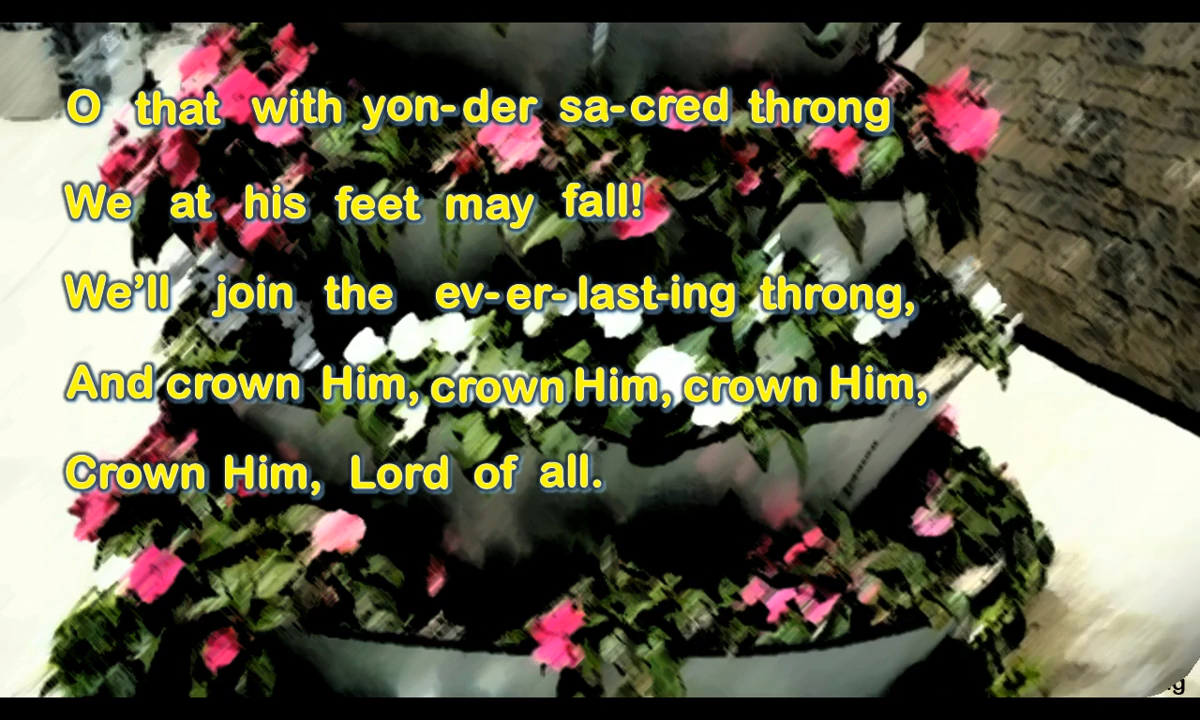 O that with yon-der sa-cred throng
We at his feet may fall!
We’ll join the ev-er-last-ing throng,
And crown Him, crown Him, crown Him,
Crown Him, Lord of all.